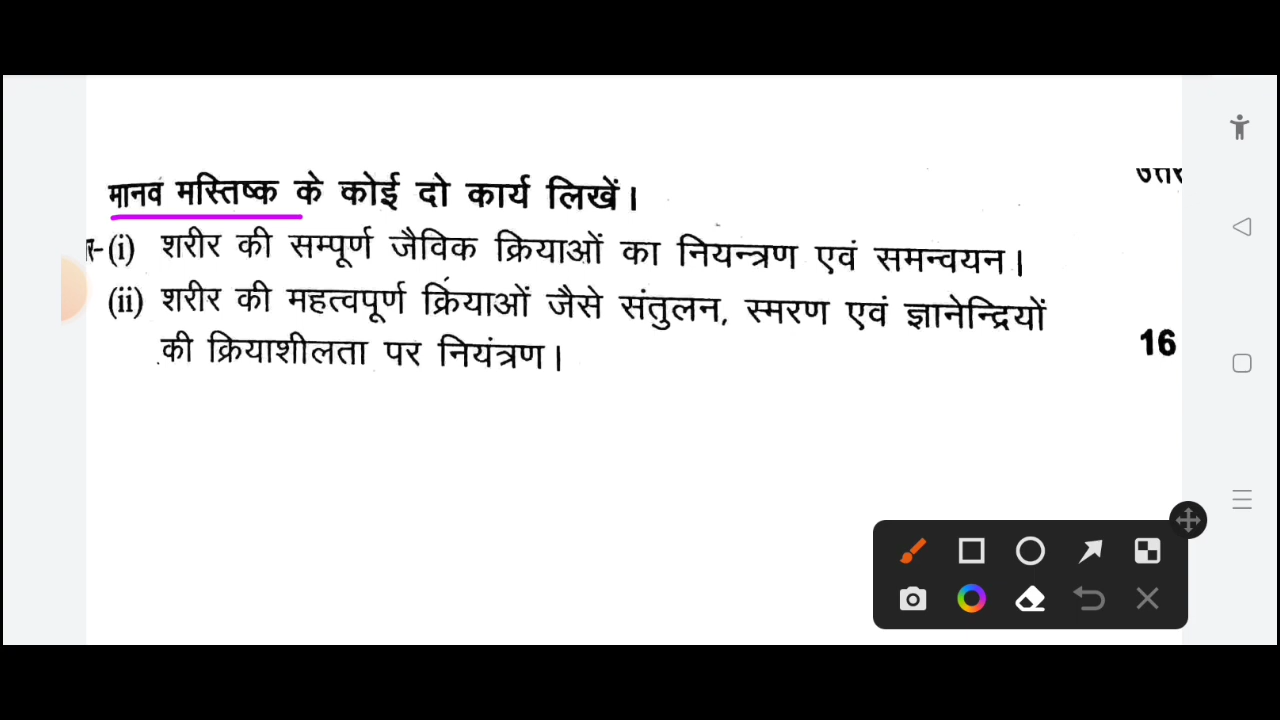 मानव मस्तिष्क के कोई दो कार्य लिखें।
(i) शरीर की सम्पूर्ण जैविक क्रियाओं का नियन्त्रण एवं समन्वयन।
(ii) शरीर की महत्वपूर्ण क्रियाओं जैसे संतुलन, स्मरण एवं ज्ञानेन्द्रियों
की क्रियाशीलता पर नियंत्रण।
16